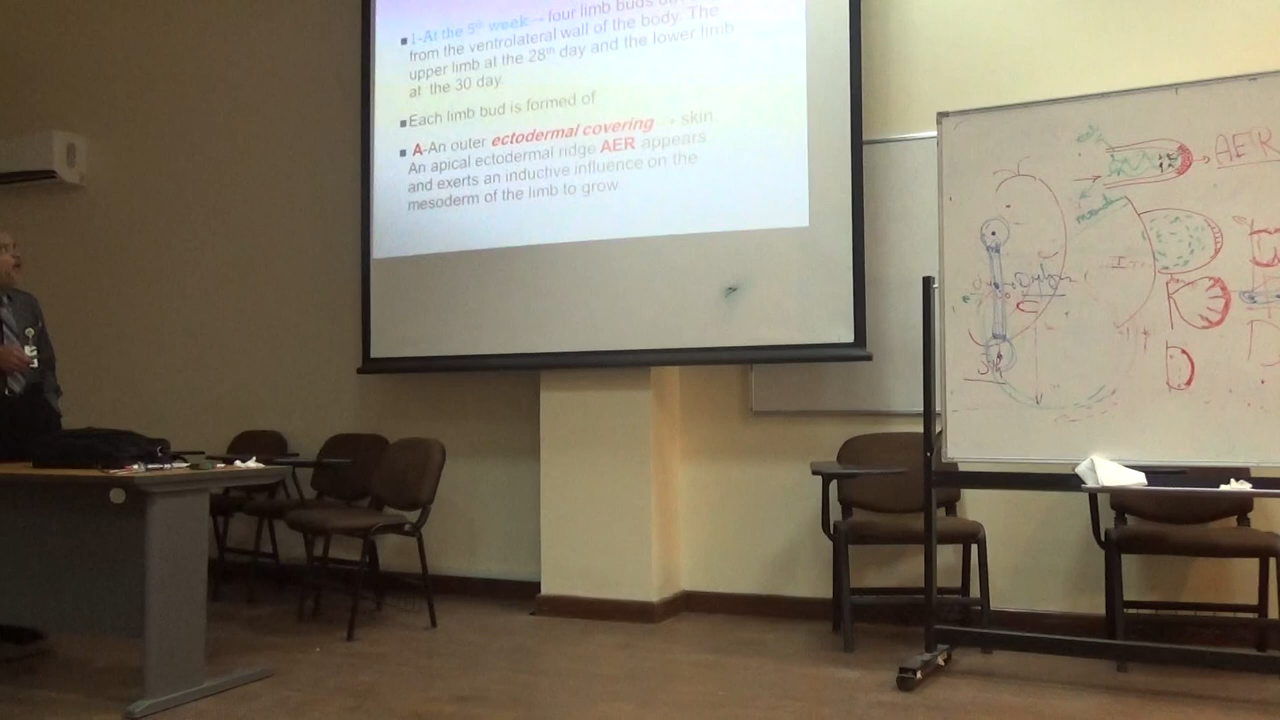 1-At the 5th week→ four limb buds
from the ventrolateral wall of the body. The
upper limb at the 28th day and the lower limb
at the 30 day.
Each limb bud is formed of
A-An outer ectodermal covering → skin.
An apical ectodermal ridge AER appears
and exerts an inductive influence on the
mesoderm of the limb to grow.
AER